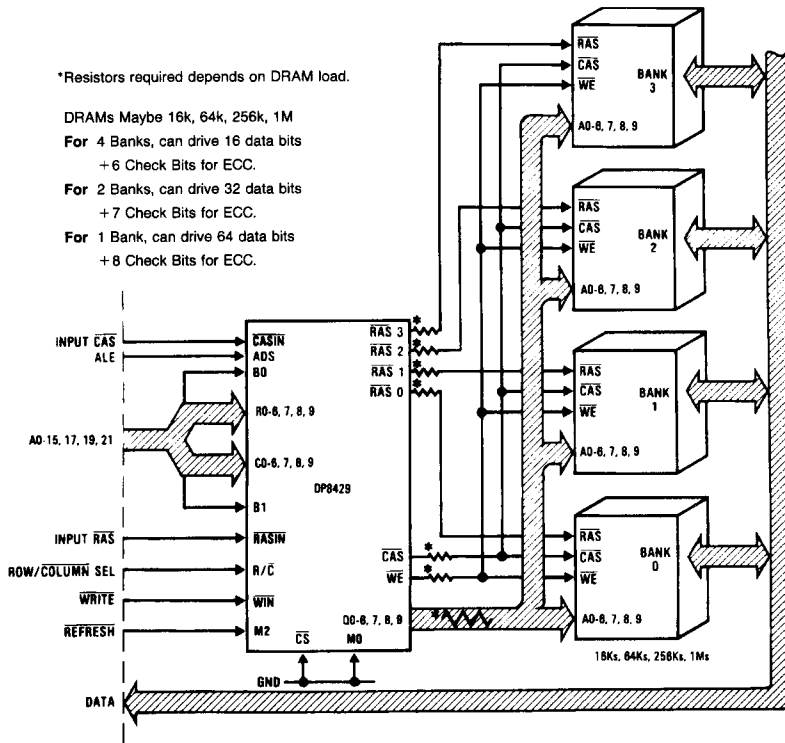 *Resistors required depends on DRAM load.
DRAMs Maybe 16k, 64k, 256k, 1M
For 4 Banks, can drive 16 data bits
+6 Check Bits for ECC.
For 2 Banks, can drive 32 data bits
+7 Check Bits for ECC.
For 1 Bank, can drive 64 data bits
+8 Check Bits for ECC.
RAS
CAS
WE
A0-6, 7, 8, 9
BANK
3
RAS
CAS
WE
A0-6, 7, 8, 9
BANK
2
RAS
CAS
WE
A0-6, 7, 8, 9
BANK
1
RAS
CAS
WE
A0-6, 7, 8, 9
BANK
0
16Ks, 64Ks, 256Ks, 1Ms
INPUT CAS
ALE
A0-15, 17, 19, 21
INPUT RAS
ROW/COLUMN SEL
WRITE
REFRESH
DATA
CASIN
ADS
B0
R0-6, 7, 8, 9
C0-6, 7, 8, 9
DP8429
B1
RASIN
R/C
WIN
M2
CS
M0
GND
RAS 3 *
RAS 2 *
RAS 1 *
RAS 0 *
CAS *
WE *
Q0-6, 7, 8, 9 *